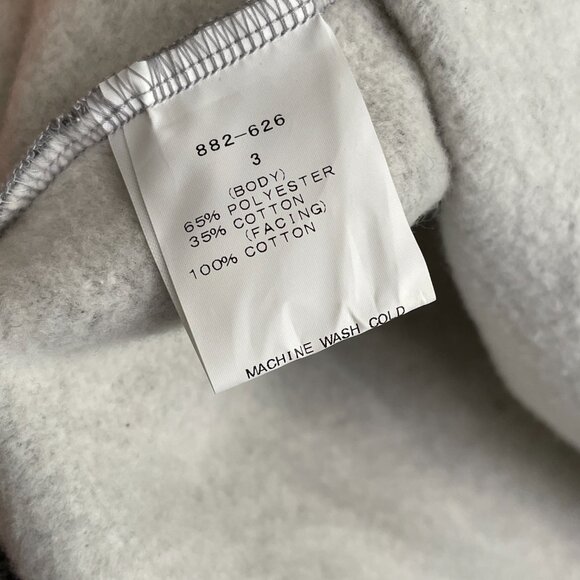 882-626
3
(BODY)
65% POLYESTER
35% COTTON
(FACING)
100% COTTON
MACHINE WASH COLD